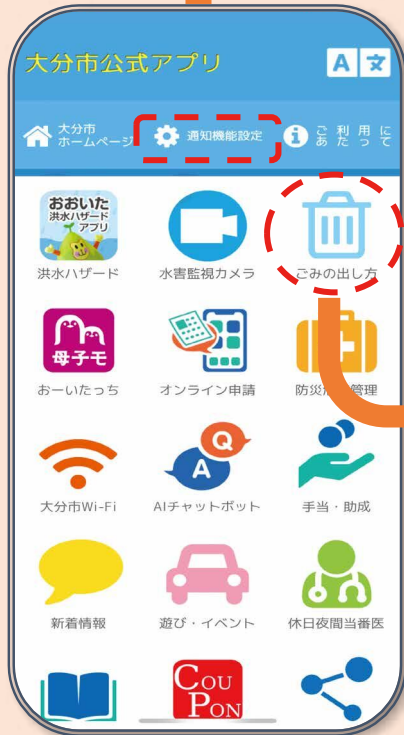 大分市公式アプリ
A 文
大分市
ホームページ
通知機能設定
i
ご利用に
あたって
おおいた
洪水ハザード
アプリ
洪水ハザード
水害監視カメラ
ごみの出し方
母子モ
おーいたっち
オンライン申請
防災
管理
大分市Wi-Fi
Q
A
AIチャットボット
手当・助成
新着情報
遊び・イベント
休日夜間当番医
COUPON